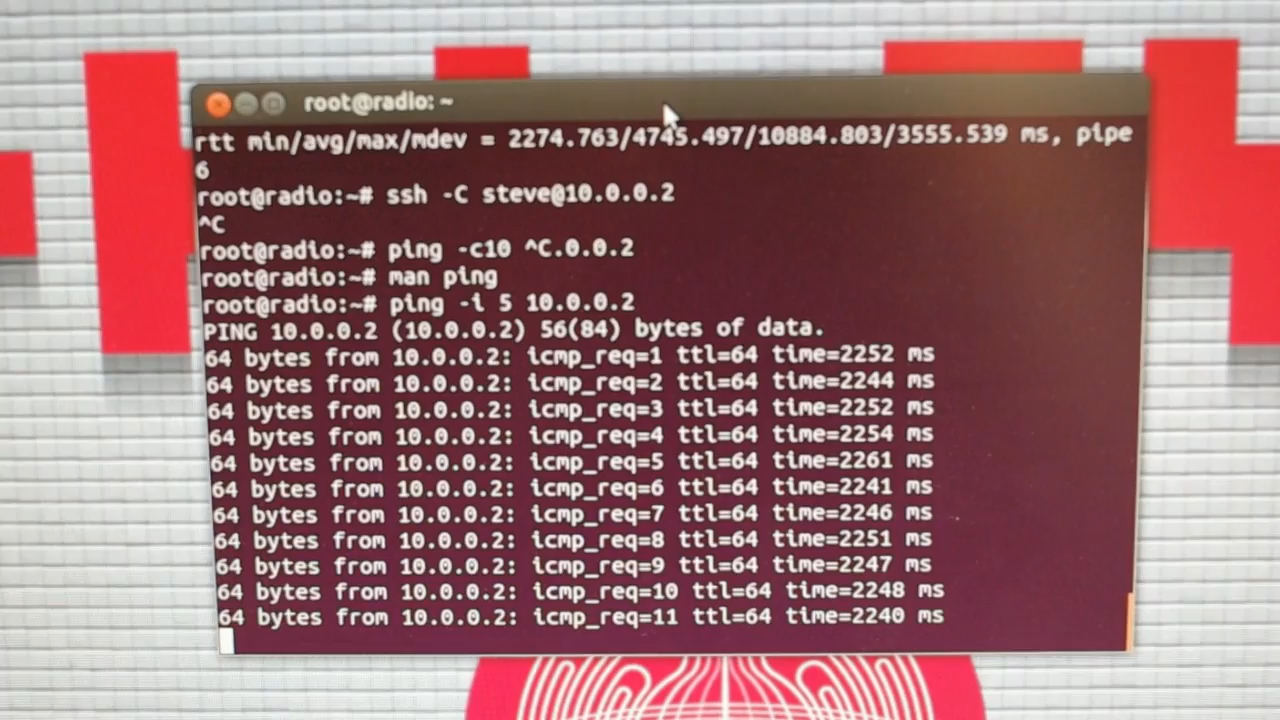 root@radio: ~
rtt min/avg/max/mdev = 2274.763/4745.497/10884.803/3555.539 ms, pipe
6
root@radio:~# ssh -C steve@10.0.0.2
^C
root@radio:~# ping -c10 ^C.0.0.2
root@radio:~# man ping
root@radio:~# ping -i 5 10.0.0.2
PING 10.0.0.2 (10.0.0.2) 56(84) bytes of data.
64 bytes from 10.0.0.2: icmp_req=1 ttl=64 time=2252 ms
64 bytes from 10.0.0.2: icmp_req=2 ttl=64 time=2244 ms
64 bytes from 10.0.0.2: icmp_req=3 ttl=64 time=2252 ms
64 bytes from 10.0.0.2: icmp_req=4 ttl=64 time=2254 ms
64 bytes from 10.0.0.2: icmp_req=5 ttl=64 time=2261 ms
64 bytes from 10.0.0.2: icmp_req=6 ttl=64 time=2241 ms
64 bytes from 10.0.0.2: icmp_req=7 ttl=64 time=2246 ms
64 bytes from 10.0.0.2: icmp_req=8 ttl=64 time=2251 ms
64 bytes from 10.0.0.2: icmp_req=9 ttl=64 time=2247 ms
64 bytes from 10.0.0.2: icmp_req=10 ttl=64 time=2248 ms
64 bytes from 10.0.0.2: icmp_req=11 ttl=64 time=2240 ms